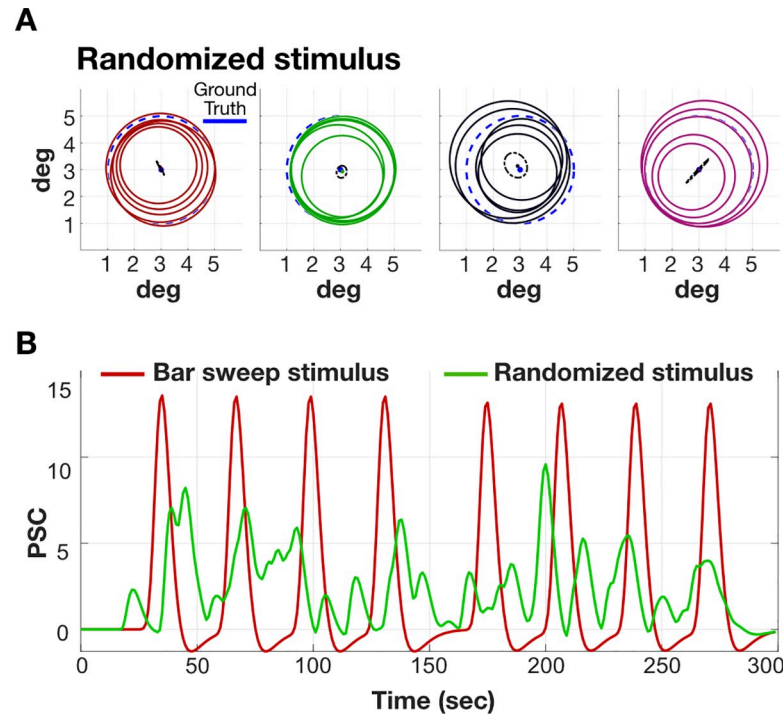 A
Randomized stimulus
Ground
Truth
deg
5
4
3
2
1
1 2 3 4 5
deg
1 2 3 4 5
deg
1 2 3 4 5
deg
1 2 3 4 5
deg
B
Bar sweep stimulus
Randomized stimulus
PSC
15
10
5
0
0 50 100 150 200 250 300
Time (sec)